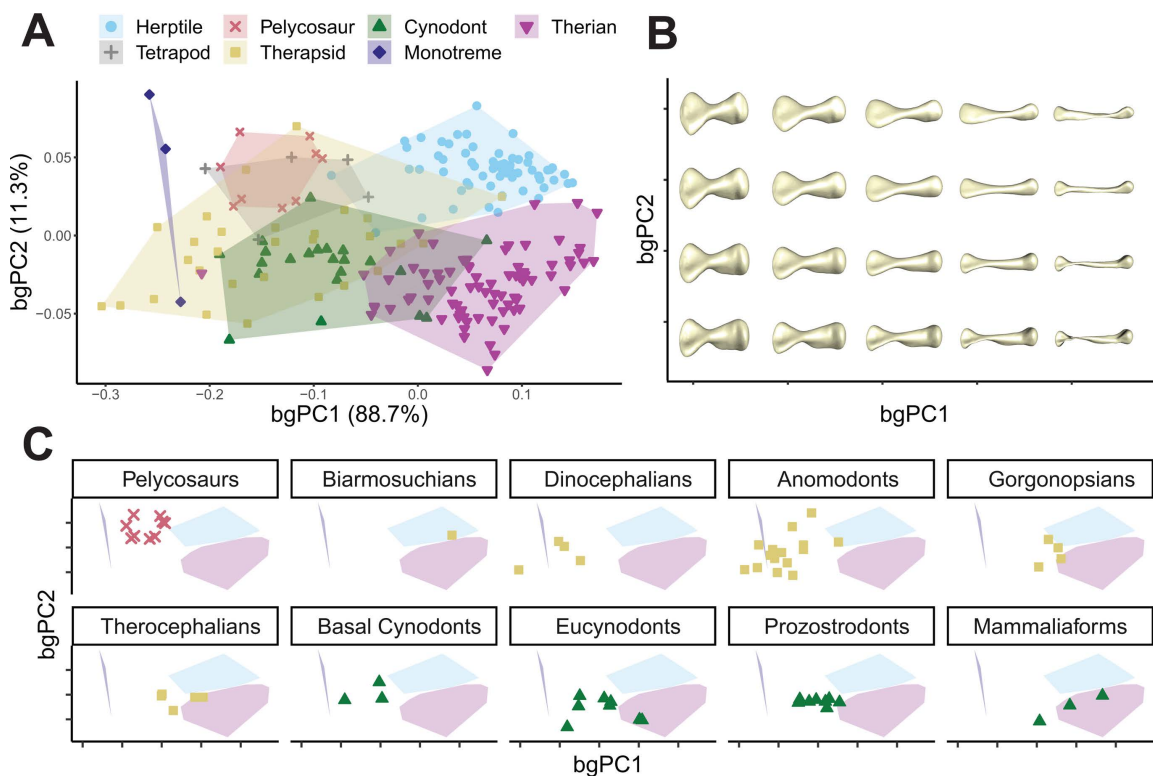 A
Herptile Pelycosaur Cynodont Therian
Tetrapod Therapsid Monotreme
bgPC2 (11.3%)
0.05
0.00
−0.05
−0.3 −0.2 −0.1 0.0 0.1
bgPC1 (88.7%)
B
bgPC2
bgPC1
C
Pelycosaurs Biarmosuchians Dinocephalians Anomodonts Gorgonopsians
Therocephalians Basal Cynodonts Eucynodonts Prozostrodonts Mammaliaforms
bgPC2
bgPC1